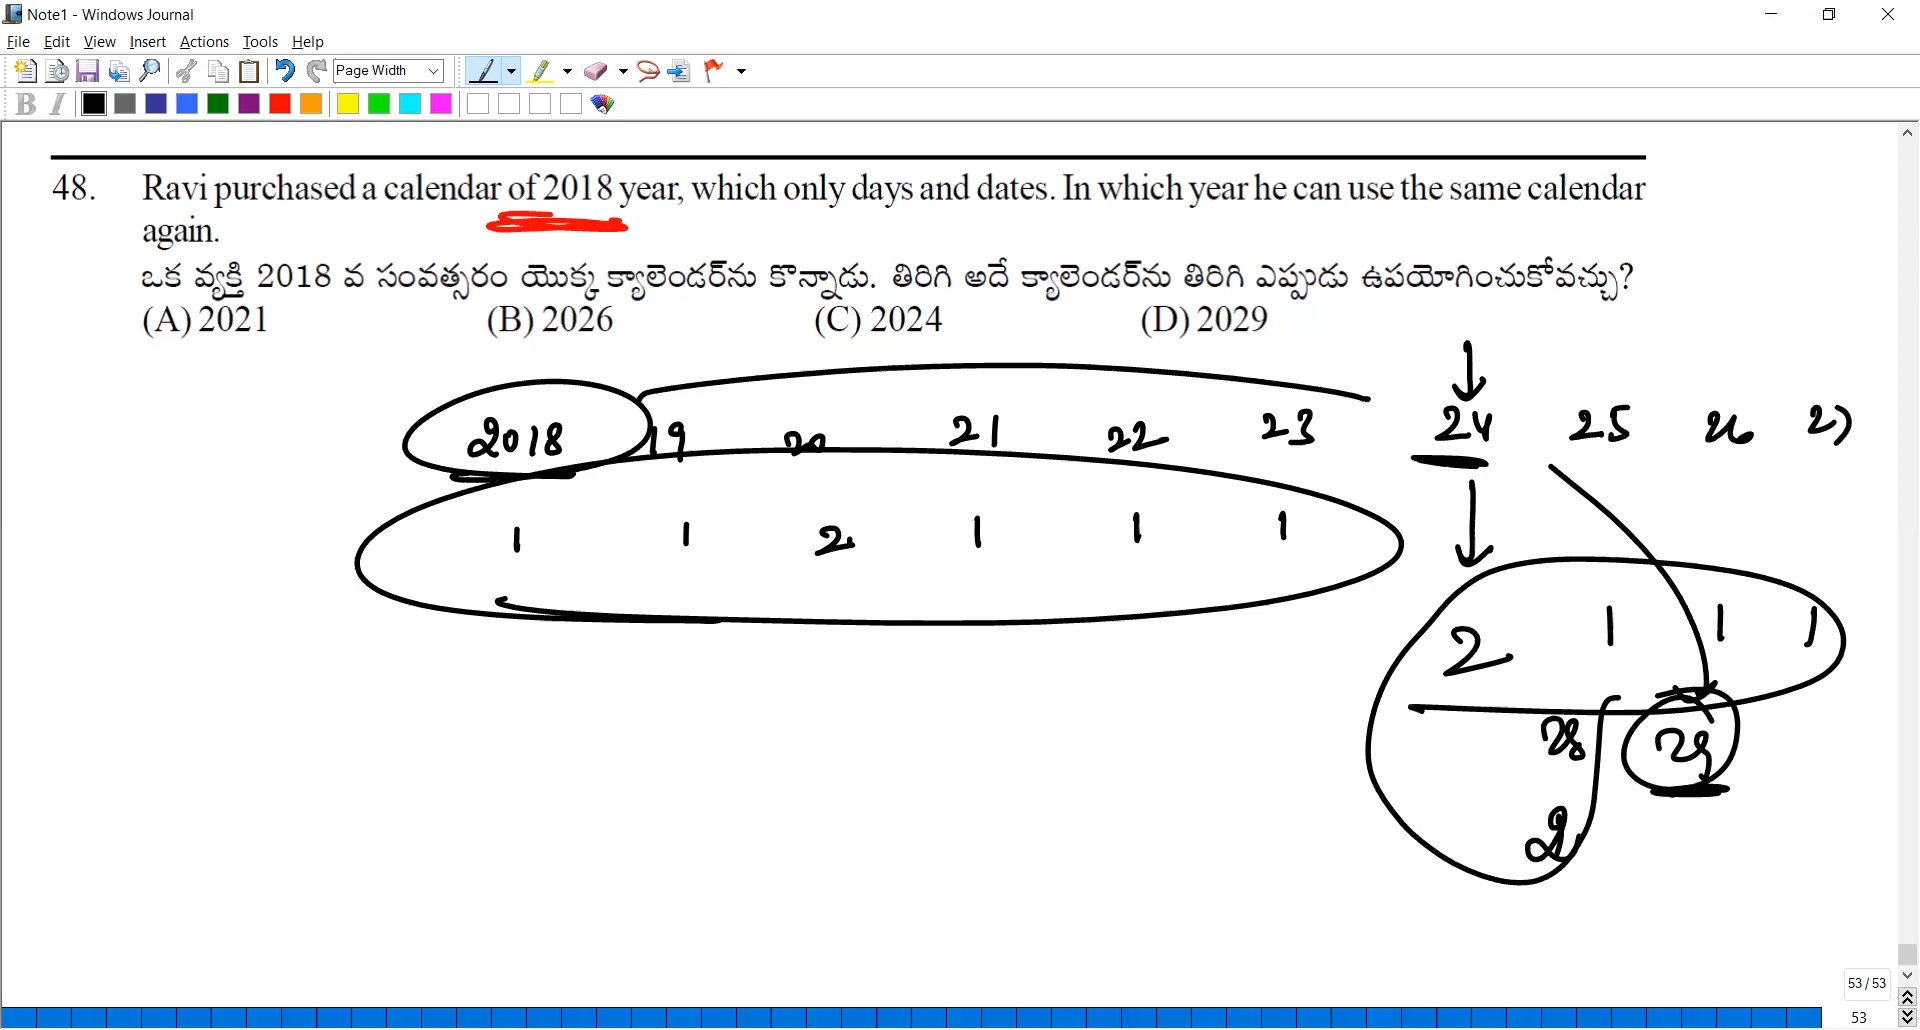 Note1 - Windows Journal
File Edit View Insert Actions Tools Help
Page Width
B I
48. Ravi purchased a calendar of 2018 year, which only days and dates. In which year he can use the same calendar
again.
ఒక వ్యక్తి 2018 వ సంవత్సరం యొక్క క్యాలెండర్‌ను కొన్నాడు. తిరిగి అదే క్యాలెండర్‌ను తిరిగి ఎప్పుడు ఉపయోగించుకోవచ్చు?
(A) 2021 (B) 2026 (C) 2024 (D) 2029
2018 19 20 21 22 23 24 25 26 27
1 1 2 1 1 1
2 1 1 1
28 29
2
53 / 53
53